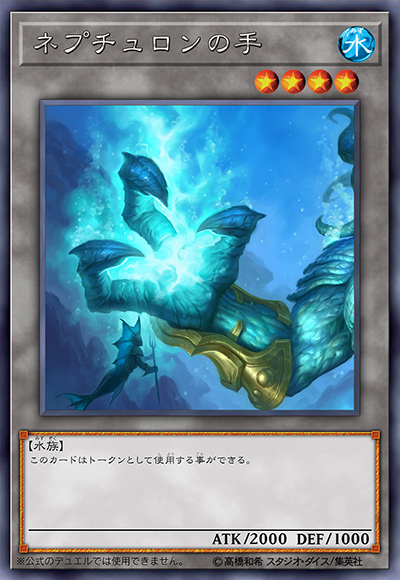 ネプチュロンの手
水
【水族】
このカードはトークンとして使用する事ができる。
ATK/2000 DEF/1000
※公式のデュエルでは使用できません。
©高橋和希 スタジオ・ダイス/集英社